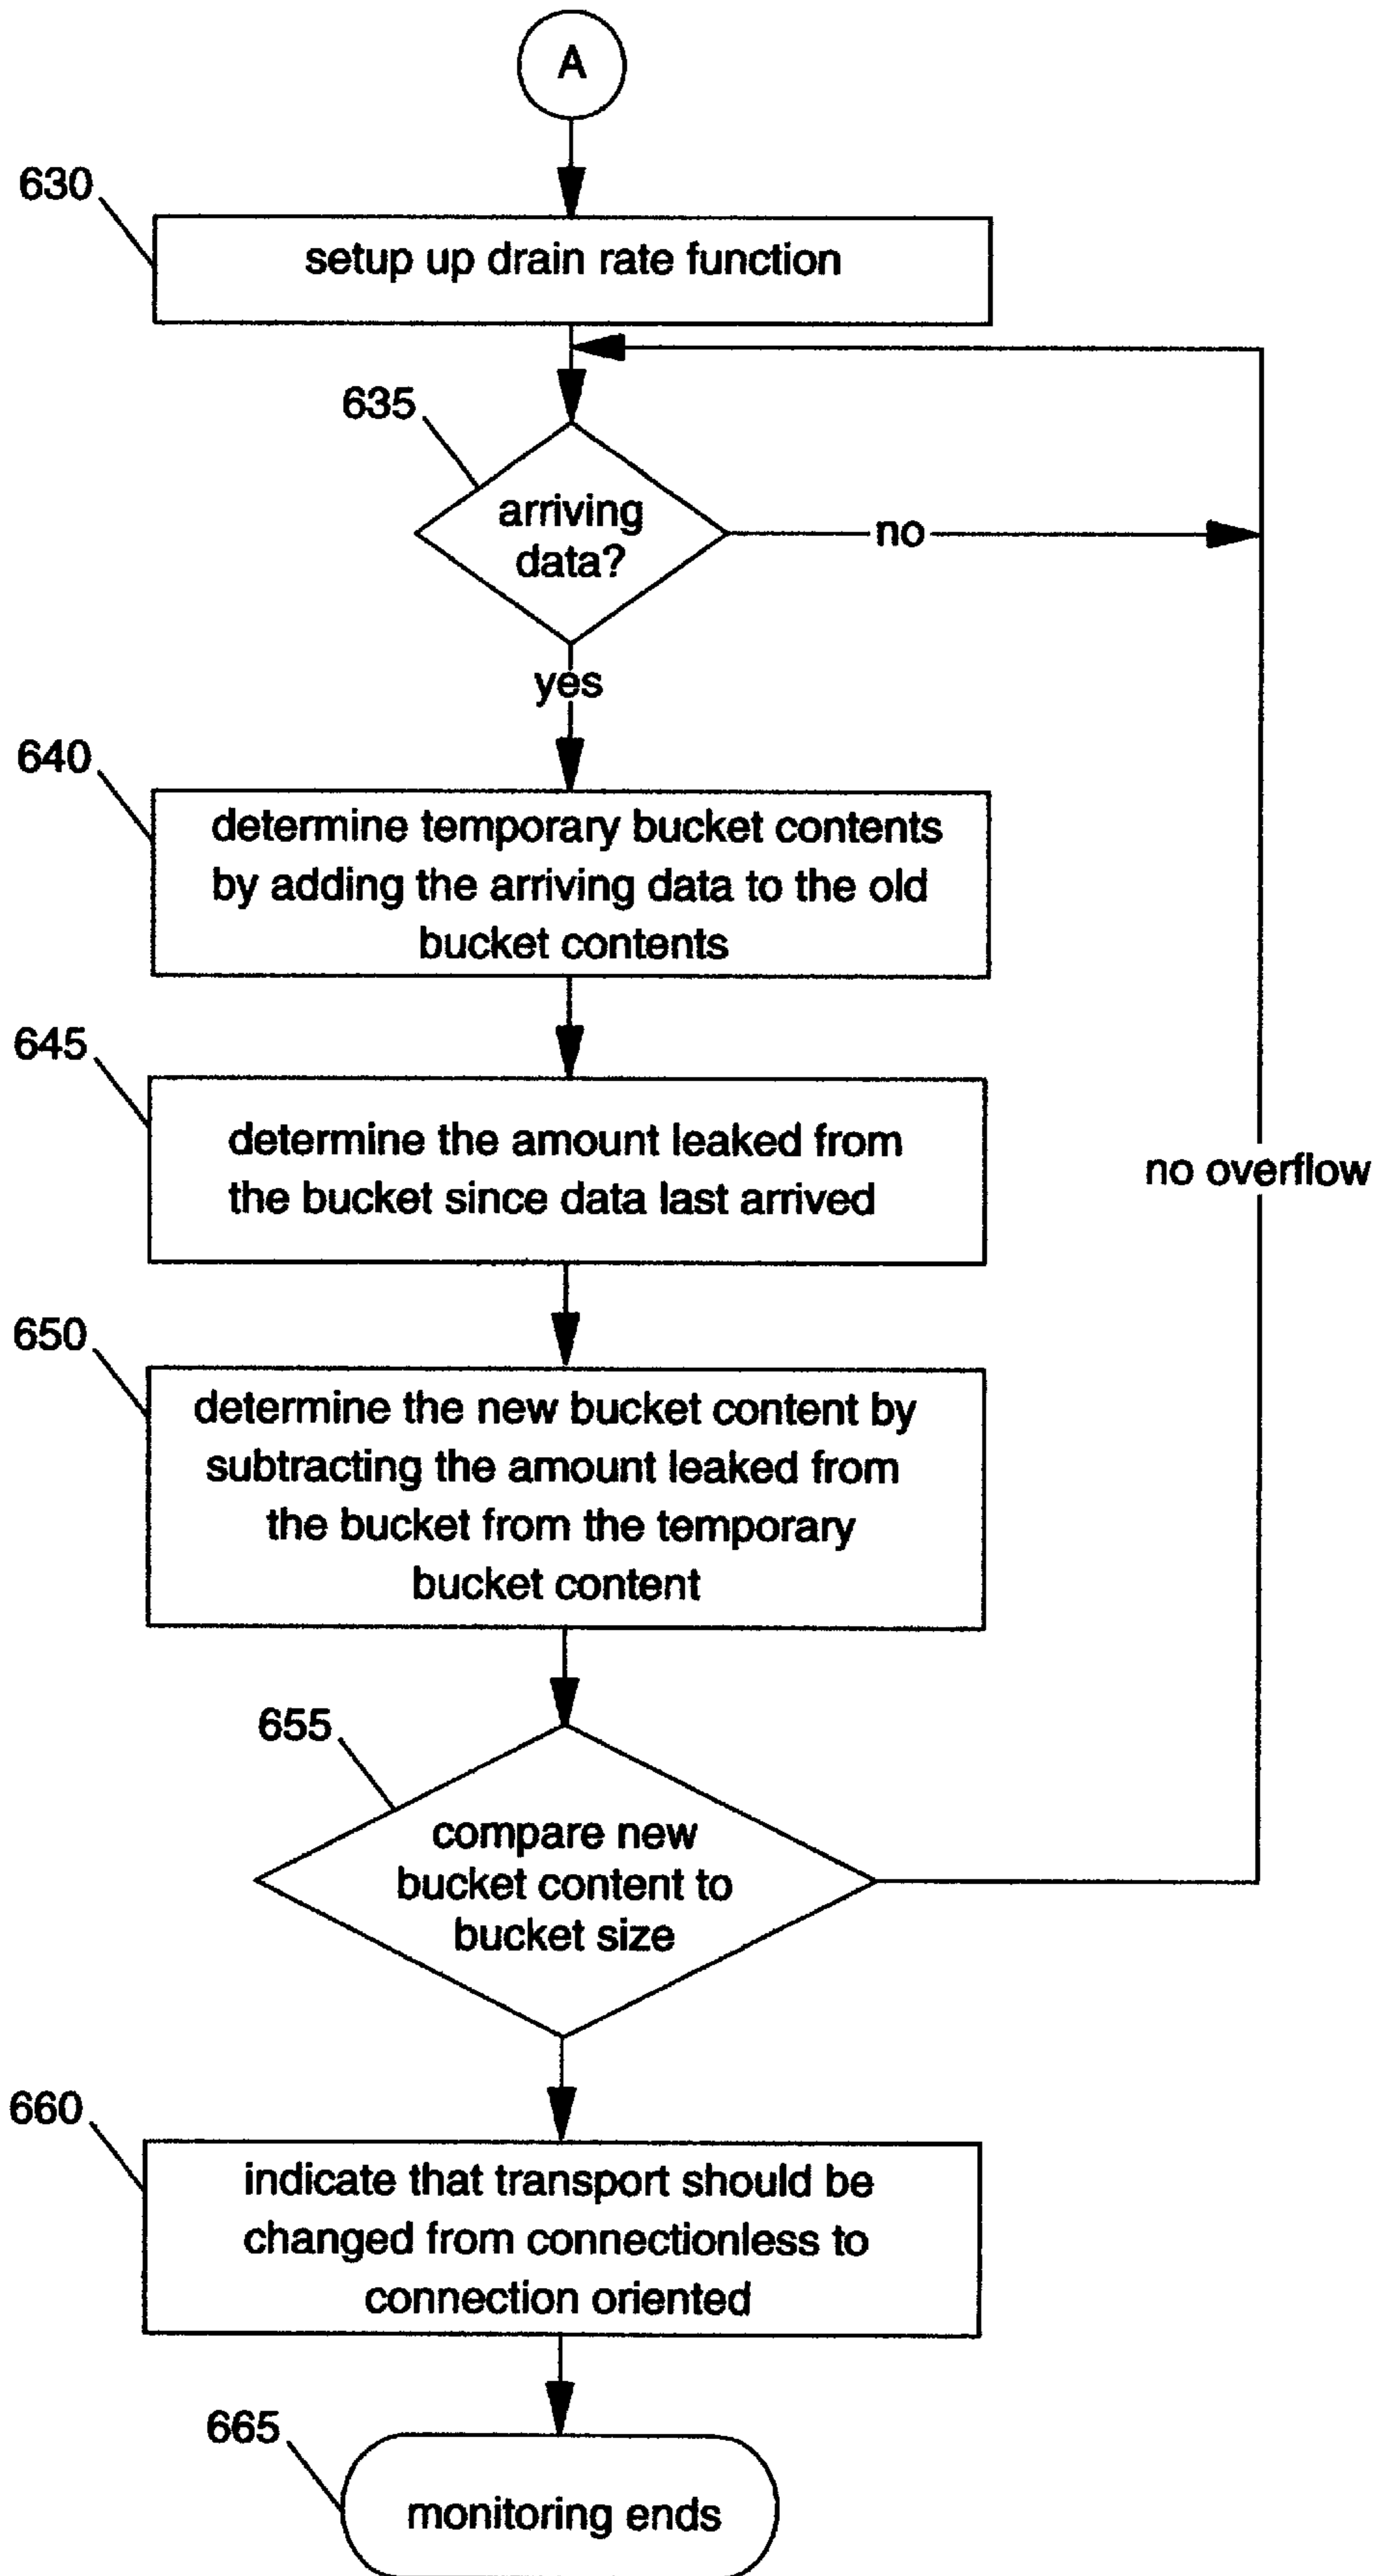 A
630
setup up drain rate function
635
arriving
data?
no
yes
640
determine temporary bucket contents
by adding the arriving data to the old
bucket contents
645
determine the amount leaked from
the bucket since data last arrived
no overflow
650
determine the new bucket content by
subtracting the amount leaked from
the bucket from the temporary
bucket content
655
compare new
bucket content to
bucket size
660
indicate that transport should be
changed from connectionless to
connection oriented
665
monitoring ends